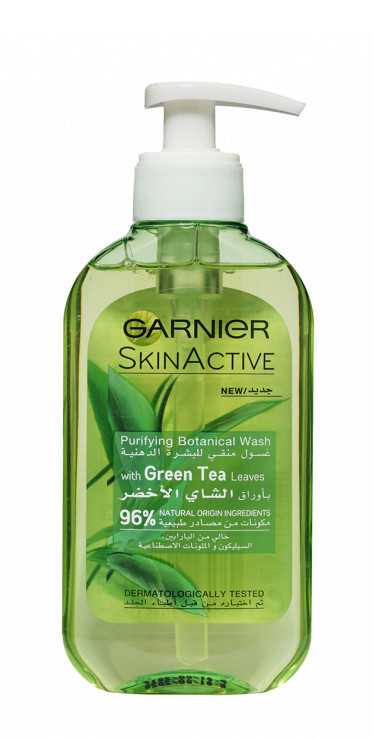 GARNIER
SKINACTIVE
NEW/جديد
Purifying Botanical Wash
غسول منقي للبشرة الدهنية
with Green Tea Leaves
بأوراق الشاي الأخضر
96% NATURAL ORIGIN INGREDIENTS
مكونات من مصادر طبيعية
خالي من البارابين،
السيليكون و الملونات الاصطناعية
DERMATOLOGICALLY TESTED
تم اختباره من قبل أطباء الجلد